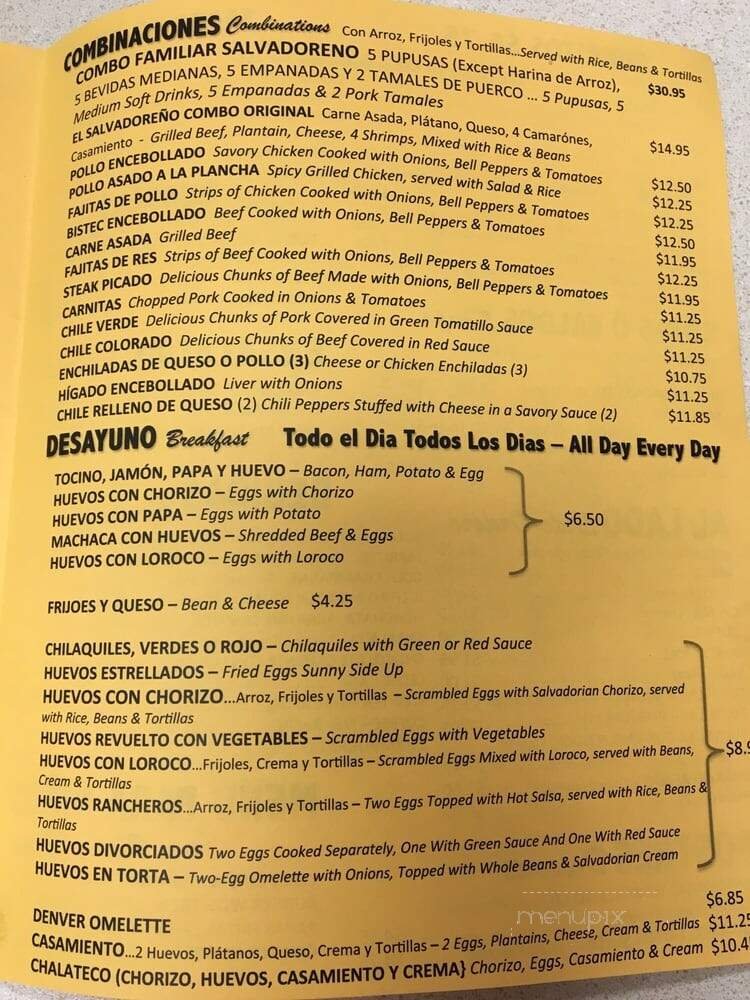 COMBINACIONES Combinations Con Arroz, Frijoles y Tortillas...Served with Rice, Beans & Tortillas
COMBO FAMILIAR SALVADORENO 5 PUPUSAS (Except Harina de Arroz), $30.95
5 BEVIDAS MEDIANAS, 5 EMPANADAS Y 2 TAMALES DE PUERCO ... 5 Pupusas, 5
Medium Soft Drinks, 5 Empanadas & 2 Pork Tamales
EL SALVADOREÑO COMBO ORIGINAL Carne Asada, Plátano, Queso, 4 Camarónes,
Casamiento - Grilled Beef, Plantain, Cheese, 4 Shrimps, Mixed with Rice & Beans $14.95
POLLO ENCEBOLLADO Savory Chicken Cooked with Onions, Bell Peppers & Tomatoes $12.50
POLLO ASADO A LA PLANCHA Spicy Grilled Chicken, served with Salad & Rice $12.25
FAJITAS DE POLLO Strips of Chicken Cooked with Onions, Bell Peppers & Tomatoes $12.25
BISTEC ENCEBOLLADO Beef Cooked with Onions, Bell Peppers & Tomatoes $12.50
CARNE ASADA Grilled Beef $11.95
FAJITAS DE RES Strips of Beef Cooked with Onions, Bell Peppers & Tomatoes $12.25
STEAK PICADO Delicious Chunks of Beef Made with Onions, Bell Peppers & Tomatoes $11.95
CARNITAS Chopped Pork Cooked in Onions & Tomatoes $11.25
CHILE VERDE Delicious Chunks of Pork Covered in Green Tomatillo Sauce $11.25
CHILE COLORADO Delicious Chunks of Beef Covered in Red Sauce $11.25
ENCHILADAS DE QUESO O POLLO (3) Cheese or Chicken Enchiladas (3) $10.75
HÍGADO ENCEBOLLADO Liver with Onions $11.25
CHILE RELLENO DE QUESO (2) Chili Peppers Stuffed with Cheese in a Savory Sauce (2) $11.85
DESAYUNO Breakfast Todo el Dia Todos Los Dias – All Day Every Day
TOCINO, JAMÓN, PAPA Y HUEVO – Bacon, Ham, Potato & Egg
HUEVOS CON CHORIZO – Eggs with Chorizo
HUEVOS CON PAPA – Eggs with Potato $6.50
MACHACA CON HUEVOS – Shredded Beef & Eggs
HUEVOS CON LOROCO – Eggs with Loroco
FRIJOES Y QUESO – Bean & Cheese $4.25
CHILAQUILES, VERDES O ROJO – Chilaquiles with Green or Red Sauce
HUEVOS ESTRELLADOS – Fried Eggs Sunny Side Up
HUEVOS CON CHORIZO...Arroz, Frijoles y Tortillas – Scrambled Eggs with Salvadorian Chorizo, served
with Rice, Beans & Tortillas
HUEVOS REVUELTO CON VEGETABLES – Scrambled Eggs with Vegetables
HUEVOS CON LOROCO...Frijoles, Crema y Tortillas – Scrambled Eggs Mixed with Loroco, served with Beans,
Cream & Tortillas
HUEVOS RANCHEROS...Arroz, Frijoles y Tortillas – Two Eggs Topped with Hot Salsa, served with Rice, Beans &
Tortillas
HUEVOS DIVORCIADOS Two Eggs Cooked Separately, One With Green Sauce And One With Red Sauce
HUEVOS EN TORTA – Two-Egg Omelette with Onions, Topped with Whole Beans & Salvadorian Cream
menupix
DENVER OMELETTE $6.85
CASAMIENTO...2 Huevos, Plátanos, Queso, Crema y Tortillas – 2 Eggs, Plantains, Cheese, Cream & Tortillas $11.25
CHALATECO (CHORIZO, HUEVOS, CASAMIENTO Y CREMA} Chorizo, Eggs, Casamiento & Cream